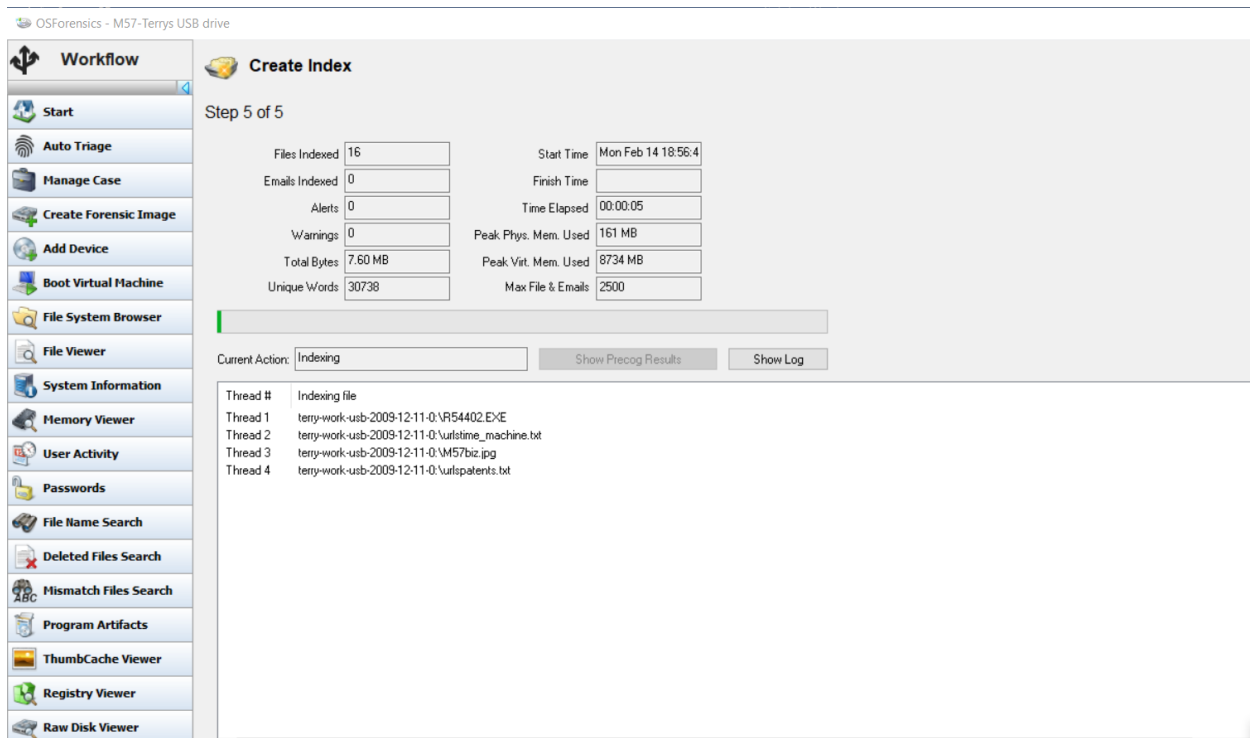 OSForensics - M57-Terrys USB drive
Workflow
Start
Auto Triage
Manage Case
Create Forensic Image
Add Device
Boot Virtual Machine
File System Browser
File Viewer
System Information
Memory Viewer
User Activity
Passwords
File Name Search
Deleted Files Search
Mismatch Files Search
Program Artifacts
ThumbCache Viewer
Registry Viewer
Raw Disk Viewer
Create Index
Step 5 of 5
Files Indexed 16 Start Time Mon Feb 14 18:56:4
Emails Indexed 0 Finish Time
Alerts 0 Time Elapsed 00:00:05
Warnings 0 Peak Phys. Mem. Used 161 MB
Total Bytes 7.60 MB Peak Virt. Mem. Used 8734 MB
Unique Words 30738 Max File & Emails 2500
Current Action: Indexing Show Precog Results Show Log
Thread # Indexing file
Thread 1 terry-work-usb-2009-12-11-0:\R54402.EXE
Thread 2 terry-work-usb-2009-12-11-0:\urlstime_machine.txt
Thread 3 terry-work-usb-2009-12-11-0:\M57biz.jpg
Thread 4 terry-work-usb-2009-12-11-0:\urlspatents.txt